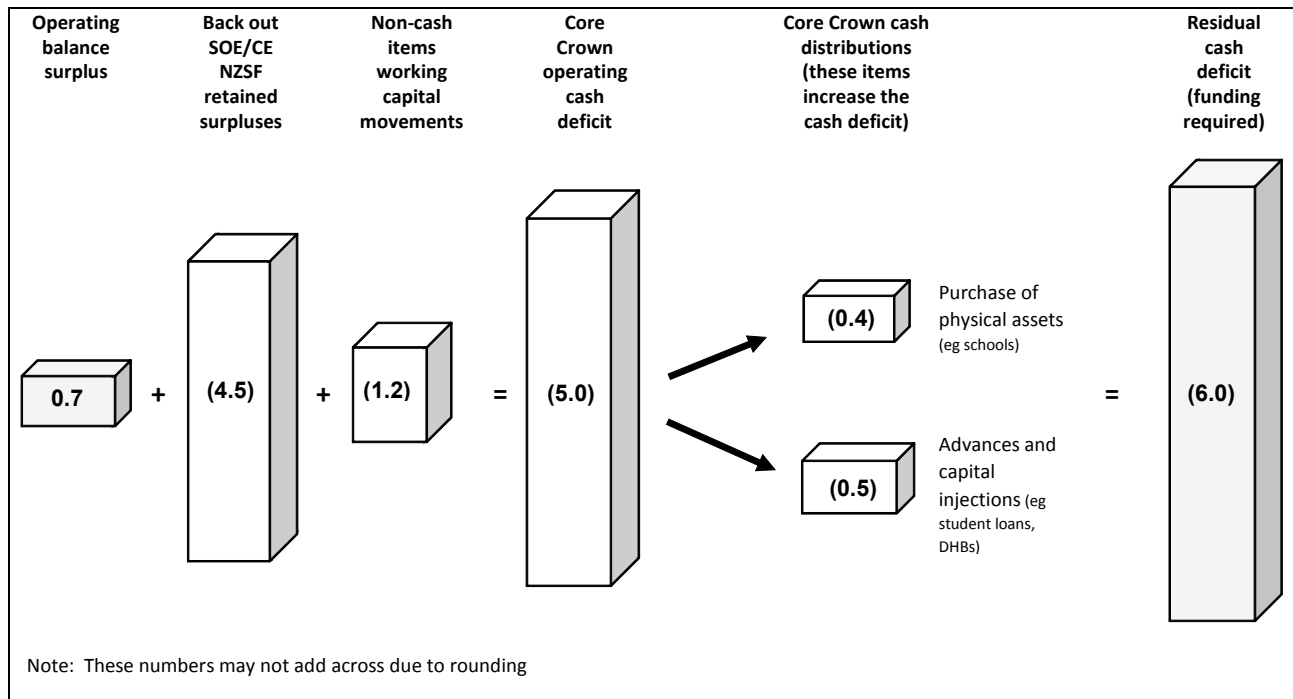 Operating
balance
surplus
Back out
SOE/CE
NZSF
retained
surpluses
Non-cash
items
working
capital
movements
Core
Crown
operating
cash
deficit
Core Crown cash
distributions
(these items
increase the
cash deficit)
Residual
cash
deficit
(funding
required)
0.7
+
(4.5)
+
(1.2)
=
(5.0)
(0.4)
Purchase of
physical assets
(eg schools)
(0.5)
Advances and
capital
injections (eg
student loans,
DHBs)
=
(6.0)
Note: These numbers may not add across due to rounding